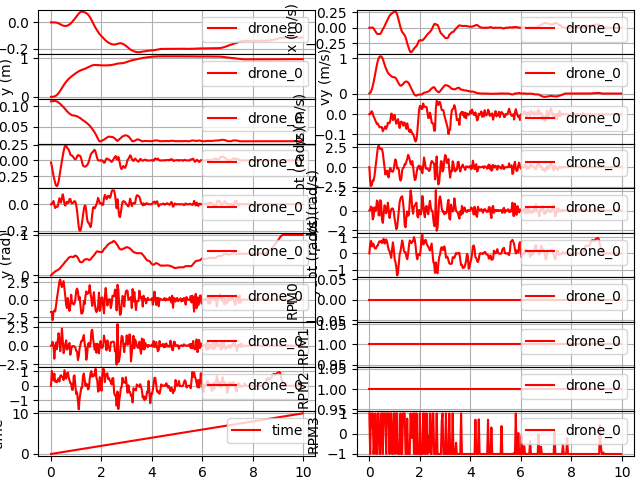 0.0
−0.2
drone_0
y (m)
1
0
drone_0
0.10
0.05
drone_0
0.25
0.00
0.25
drone_0
0.0
0.2
drone_0
y (rad)
1
0
drone_0
2.5
0.0
−2.5
drone_0
2.5
0.0
−2.5
drone_0
1
0
−1
drone_0
time
10
0
time
0 2 4 6 8 10
x (m/s)
0.25
0.00
0.25
drone_0
vy (m/s)
1
0
drone_0
0.0
−0.1
drone_0
2.5
0.0
−2.5
drone_0
2
0
−2
drone_0
1
0
−1
drone_0
RPM0
0.05
0.00
−0.05
drone_0
RPM1
1.05
1.00
0.95
drone_0
RPM2
1.05
1.00
0.95
drone_0
RPM3
1
0
−1
drone_0
0 2 4 6 8 10